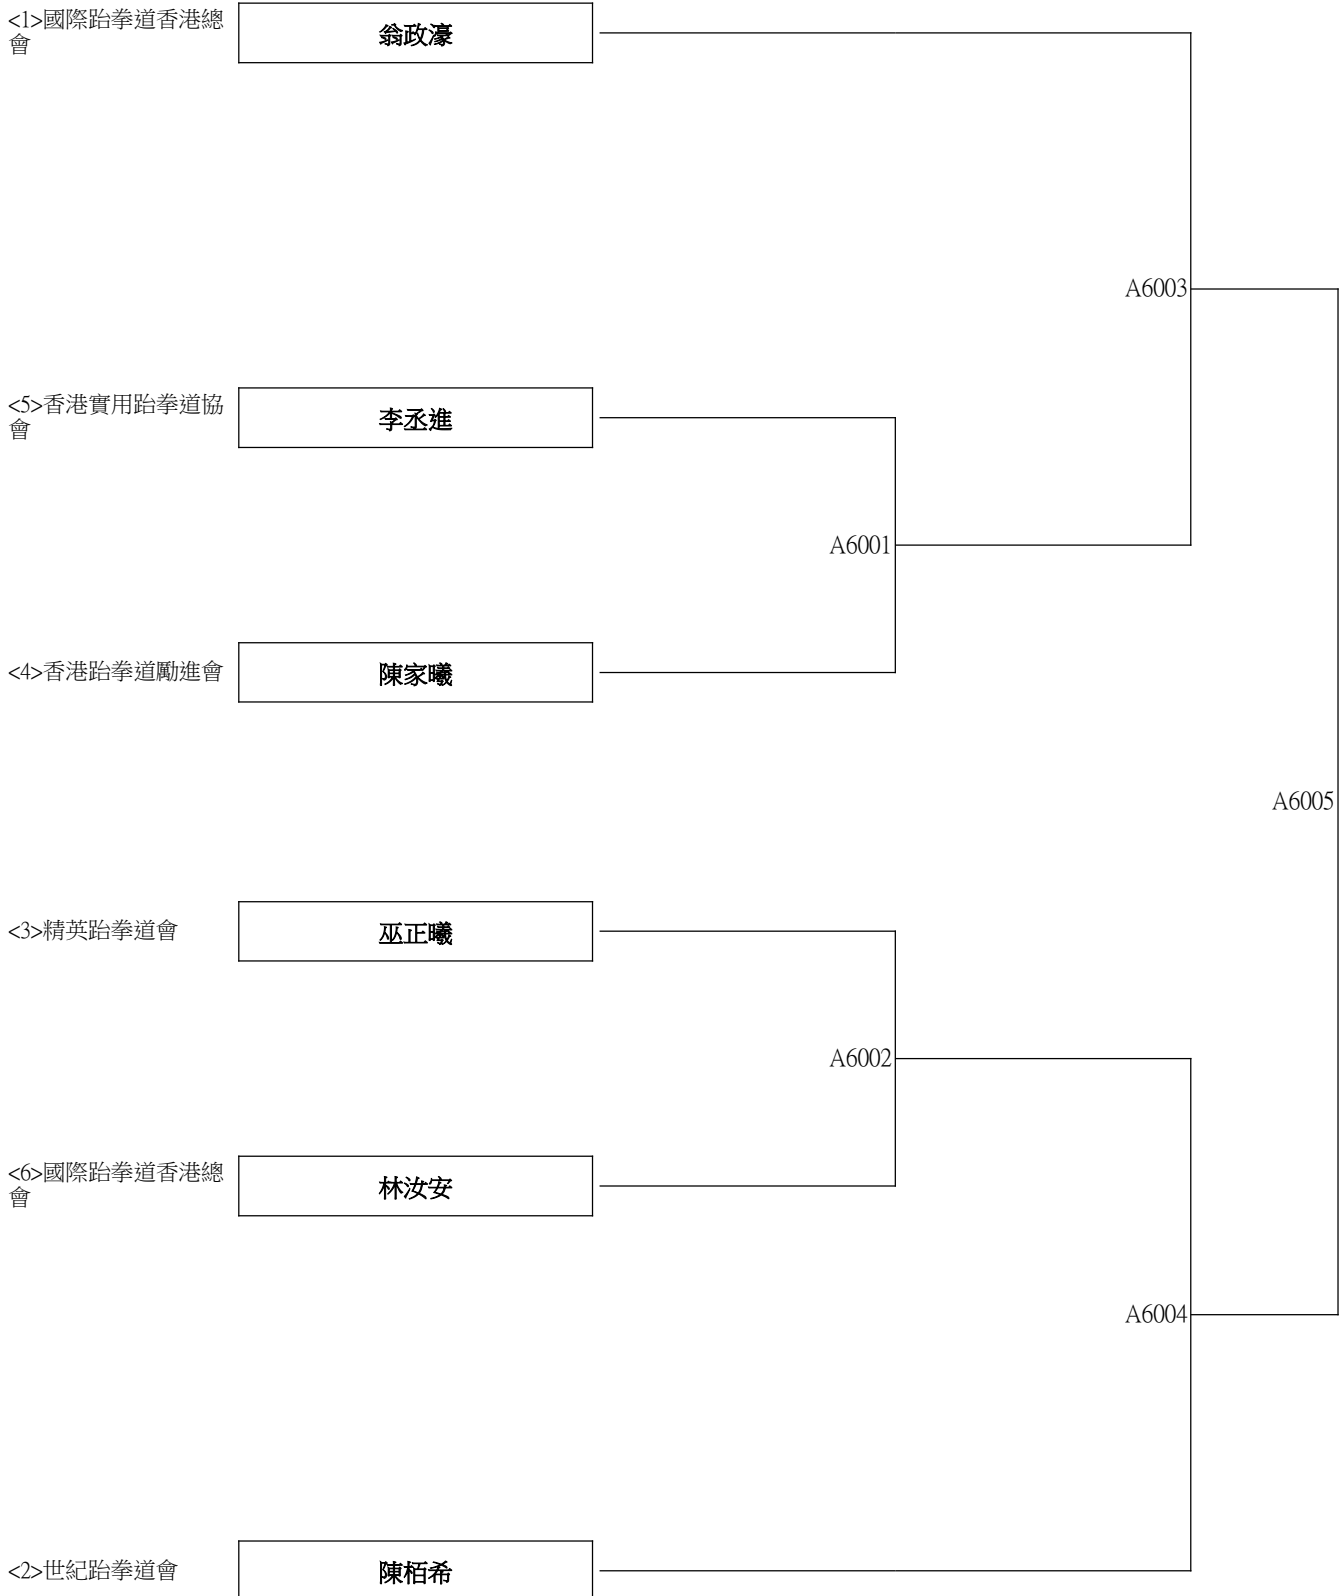 <1>國際跆拳道香港總
會
翁政濠
A6003
<5>香港實用跆拳道協
會
李丞進
A6001
<4>香港跆拳道勵進會
陳家曦
A6005
<3>精英跆拳道會
巫正曦
A6002
<6>國際跆拳道香港總
會
林汝安
A6004
<2>世紀跆拳道會
陳栢希